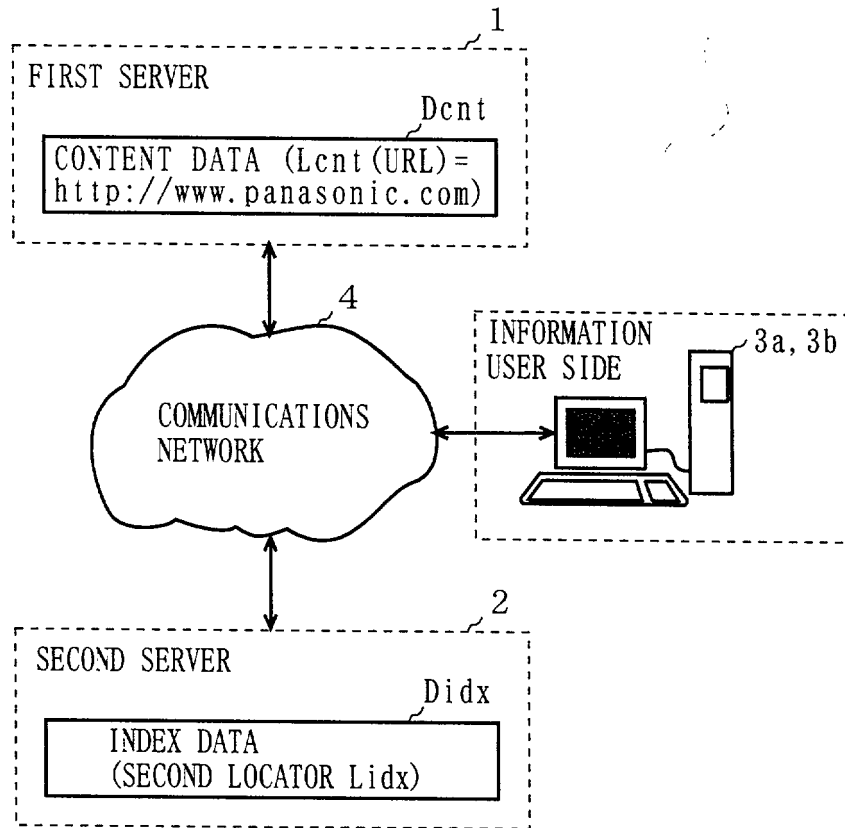 1
FIRST SERVER
Dcnt
CONTENT DATA (Lcnt(URL)=
http://www.panasonic.com)
4
COMMUNICATIONS
NETWORK
INFORMATION
USER SIDE
3a, 3b
2
SECOND SERVER
Didx
INDEX DATA
(SECOND LOCATOR Lidx)